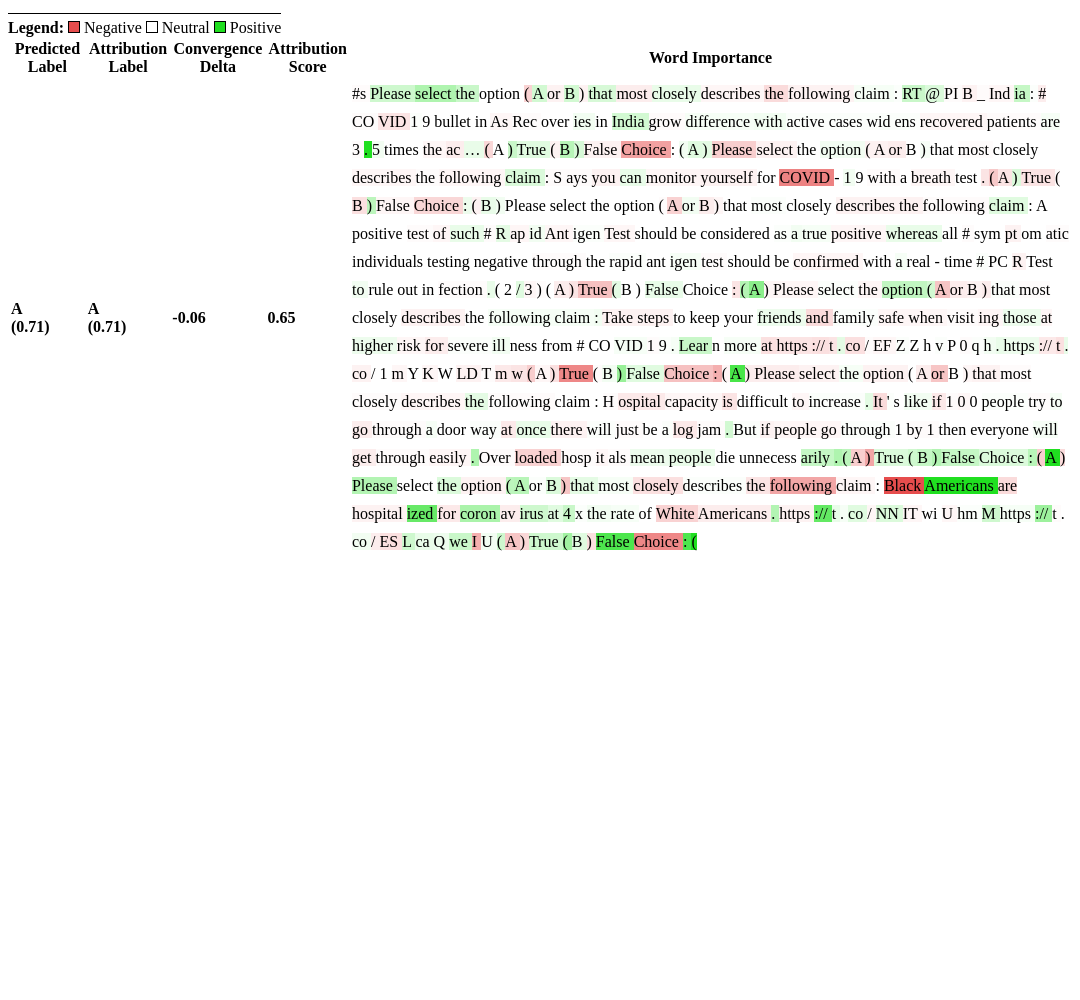 Legend: Negative Neutral Positive
Predicted Label Attribution Label Convergence Delta Attribution Score Word Importance
A (0.71) A (0.71) -0.06 0.65
#s Please select the option ( A or B ) that most closely describes the following claim : RT @ PI B _ Ind ia : #
CO VID 1 9 bullet in As Rec over ies in India grow difference with active cases wid ens recovered patients are
3 . 5 times the ac … ( A ) True ( B ) False Choice : ( A ) Please select the option ( A or B ) that most closely
describes the following claim : S ays you can monitor yourself for COVID - 1 9 with a breath test . ( A ) True (
B ) False Choice : ( B ) Please select the option ( A or B ) that most closely describes the following claim : A
positive test of such # R ap id Ant igen Test should be considered as a true positive whereas all # sym pt om atic
individuals testing negative through the rapid ant igen test should be confirmed with a real - time # PC R Test
to rule out in fection . ( 2 / 3 ) ( A ) True ( B ) False Choice : ( A ) Please select the option ( A or B ) that most
closely describes the following claim : Take steps to keep your friends and family safe when visit ing those at
higher risk for severe ill ness from # CO VID 1 9 . Lear n more at https :// t . co / EF Z Z h v P 0 q h . https :// t .
co / 1 m Y K W LD T m w ( A ) True ( B ) False Choice : ( A ) Please select the option ( A or B ) that most
closely describes the following claim : H ospital capacity is difficult to increase . It ' s like if 1 0 0 people try to
go through a door way at once there will just be a log jam . But if people go through 1 by 1 then everyone will
get through easily . Over loaded hosp it als mean people die unnecess arily . ( A ) True ( B ) False Choice : ( A )
Please select the option ( A or B ) that most closely describes the following claim : Black Americans are
hospital ized for coron av irus at 4 x the rate of White Americans . https :// t . co / NN IT wi U hm M https :// t .
co / ES L ca Q we I U ( A ) True ( B ) False Choice : (